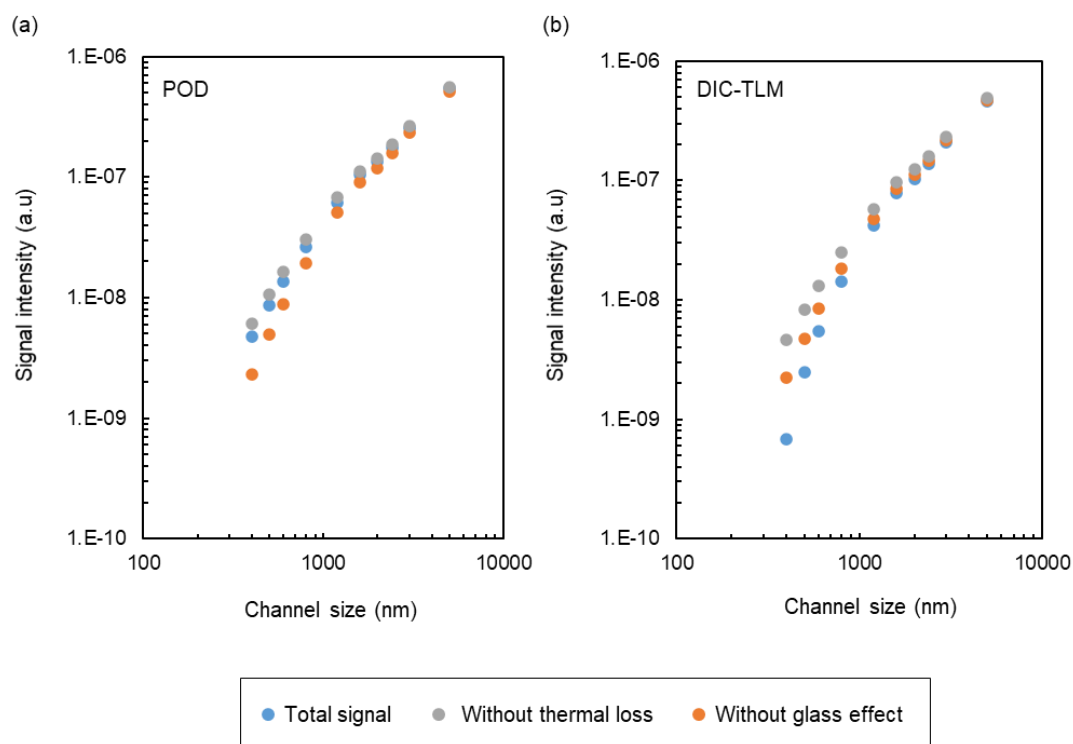 (a)
POD
1.E-06
1.E-07
1.E-08
1.E-09
1.E-10
Signal intensity (a.u)
100
1000
10000
Channel size (nm)
(b)
DIC-TLM
1.E-06
1.E-07
1.E-08
1.E-09
1.E-10
Signal intensity (a.u)
100
1000
10000
Channel size (nm)
Total signal
Without thermal loss
Without glass effect